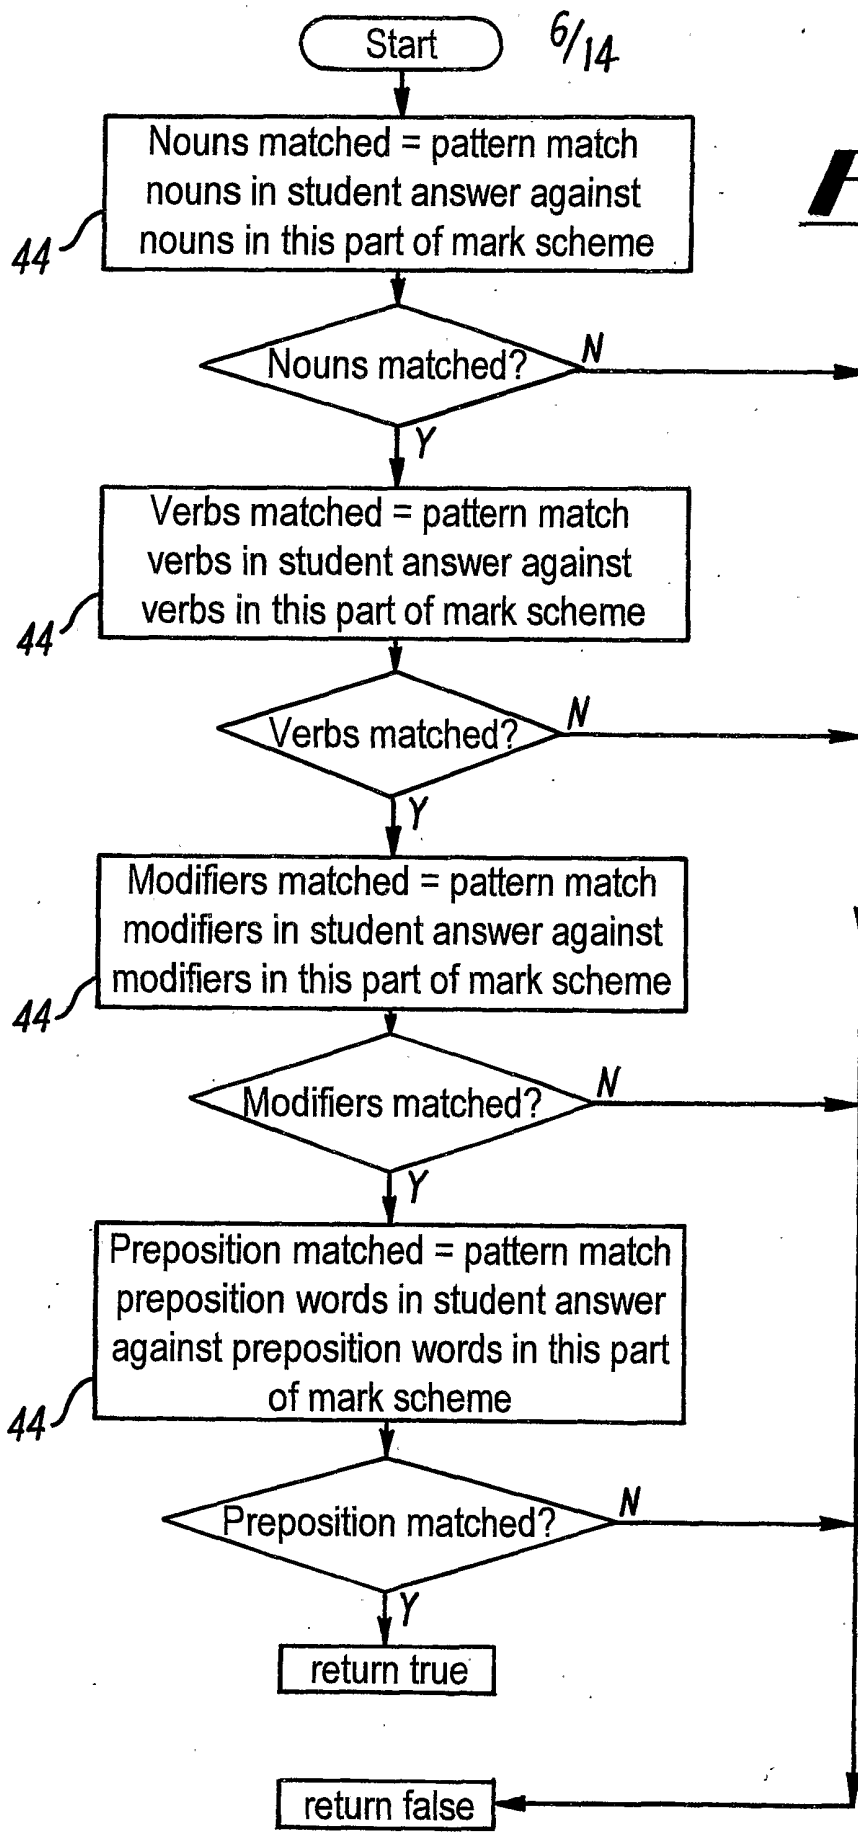 Start
6/14
Nouns matched = pattern match
nouns in student answer against
nouns in this part of mark scheme
44
Nouns matched?
N
Y
Verbs matched = pattern match
verbs in student answer against
verbs in this part of mark scheme
44
Verbs matched?
N
Y
Modifiers matched = pattern match
modifiers in student answer against
modifiers in this part of mark scheme
44
Modifiers matched?
N
Y
Preposition matched = pattern match
preposition words in student answer
against preposition words in this part
of mark scheme
44
Preposition matched?
N
Y
return true
return false